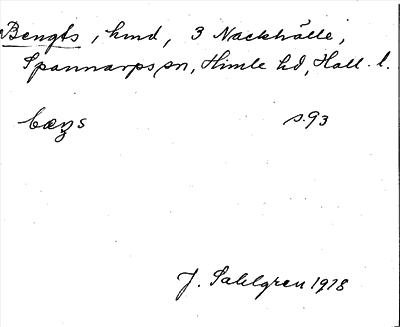 Bengts, hmd, 3 Nackhälle,
Spannarps sn, Himle hd, Hall. l.
bæŋs s. 93
J. Sahlgren 1918